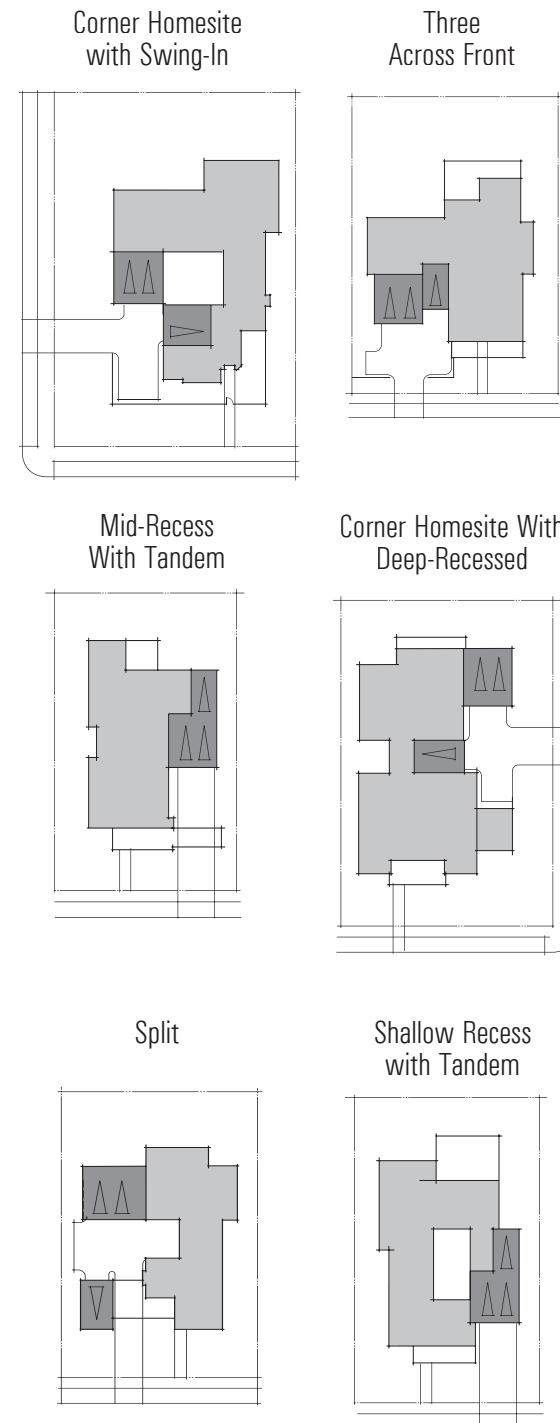 Corner Homesite
with Swing-In
Three
Across Front
Mid-Recess
With Tandem
Corner Homesite With
Deep-Recessed
Split
Shallow Recess
with Tandem